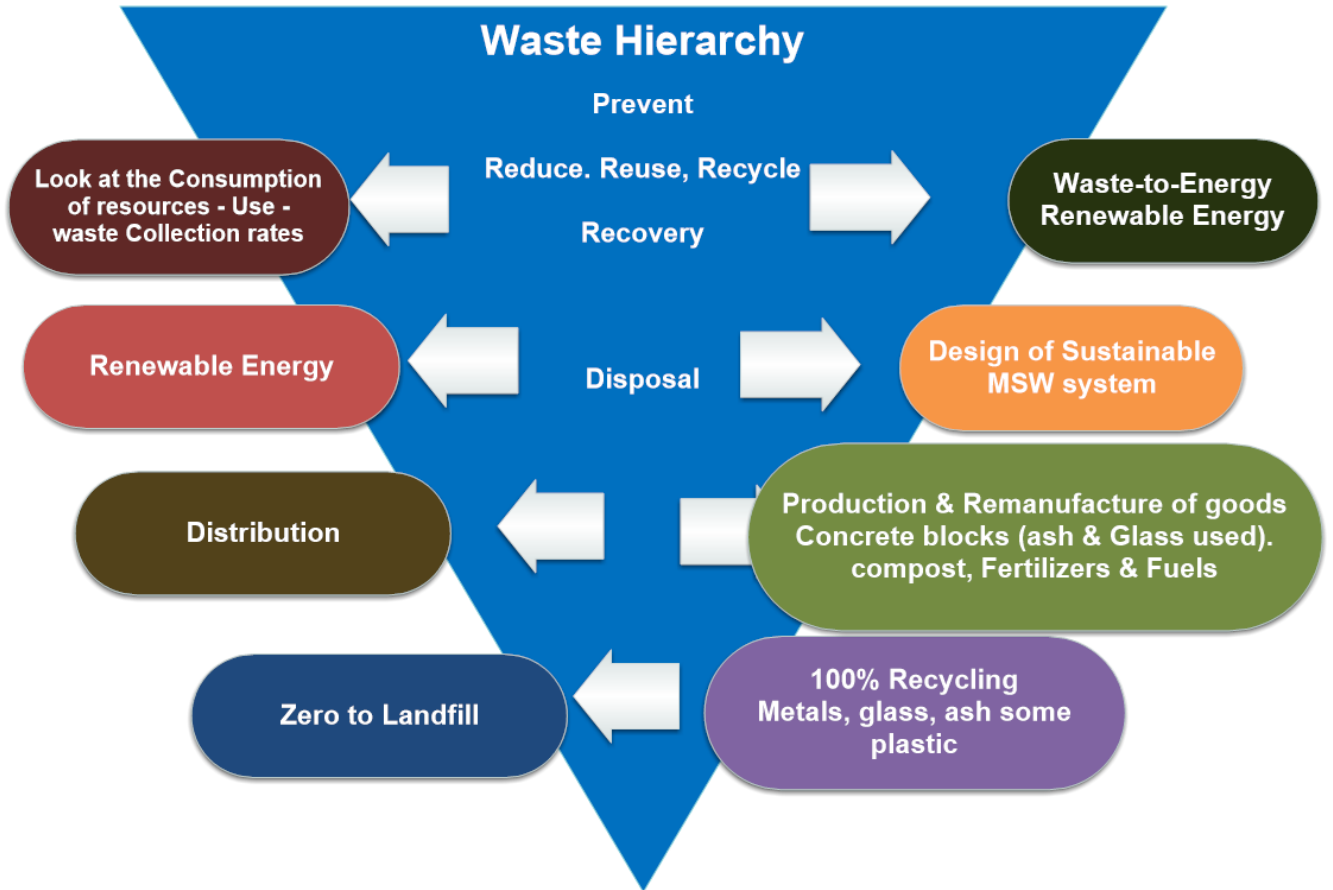 Waste Hierarchy
Prevent
Reduce. Reuse, Recycle
Recovery
Look at the Consumption
of resources - Use -
waste Collection rates
Waste-to-Energy
Renewable Energy
Renewable Energy
Disposal
Design of Sustainable
MSW system
Distribution
Production & Remanufacture of goods
Concrete blocks (ash & Glass used).
compost, Fertilizers & Fuels
Zero to Landfill
100% Recycling
Metals, glass, ash some
plastic